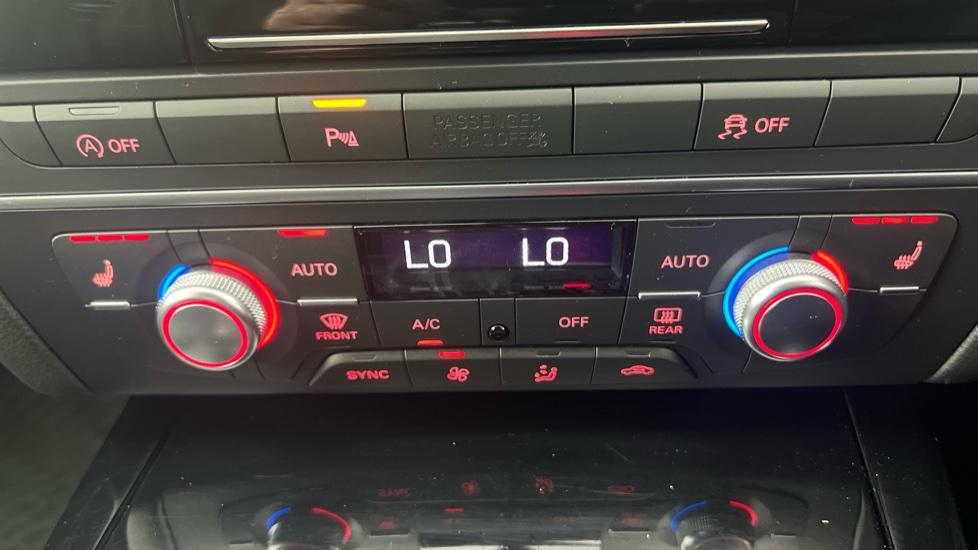 A OFF
P
PASSENGER OFF
AIRBAG OFF
LO LO
AUTO
AUTO
FRONT
A/C
OFF
REAR
SYNC